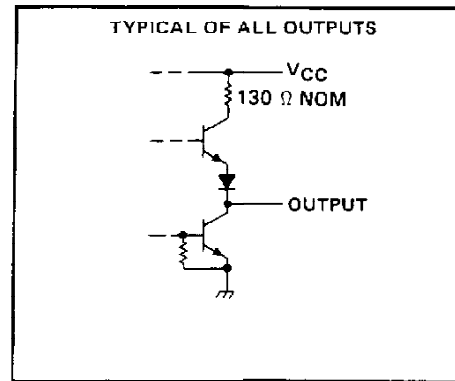 TYPICAL OF ALL OUTPUTS
VCC
130 Ω NOM
OUTPUT